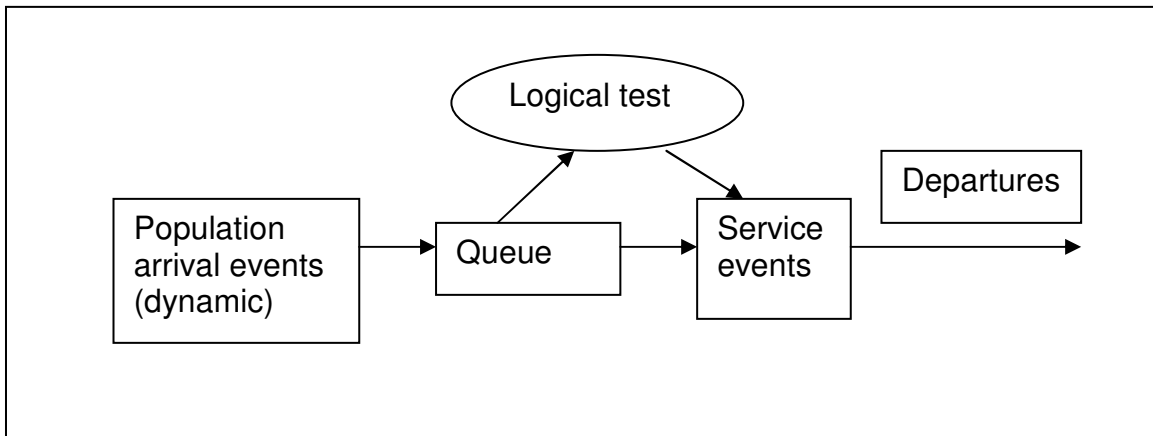 Logical test
Departures
Population
arrival events
(dynamic)
Queue
Service
events